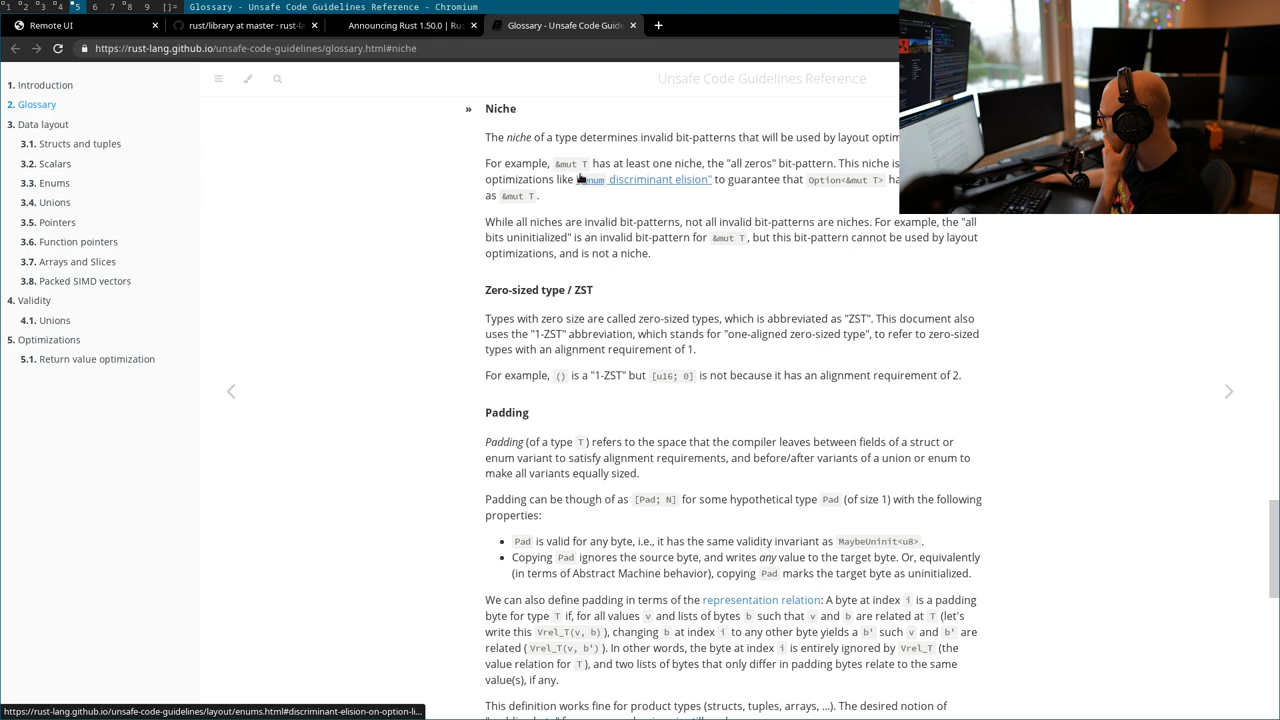 1 2 3 4 5 6 7 8 9 []= Glossary - Unsafe Code Guidelines Reference - Chromium
Remote UI
rust/library at master · rust-la
Announcing Rust 1.50.0 | Rus
Glossary - Unsafe Code Guid
https://rust-lang.github.io/unsafe-code-guidelines/glossary.html#niche
1. Introduction
2. Glossary
3. Data layout
3.1. Structs and tuples
3.2. Scalars
3.3. Enums
3.4. Unions
3.5. Pointers
3.6. Function pointers
3.7. Arrays and Slices
3.8. Packed SIMD vectors
4. Validity
4.1. Unions
5. Optimizations
5.1. Return value optimization
Unsafe Code Guidelines Reference
» Niche
The niche of a type determines invalid bit-patterns that will be used by layout optim
For example, &mut T has at least one niche, the "all zeros" bit-pattern. This niche is
optimizations like discriminant elision" to guarantee that Option<&mut T> ha
as &mut T.
While all niches are invalid bit-patterns, not all invalid bit-patterns are niches. For example, the "all
bits uninitialized" is an invalid bit-pattern for &mut T, but this bit-pattern cannot be used by layout
optimizations, and is not a niche.
Zero-sized type / ZST
Types with zero size are called zero-sized types, which is abbreviated as "ZST". This document also
uses the "1-ZST" abbreviation, which stands for "one-aligned zero-sized type", to refer to zero-sized
types with an alignment requirement of 1.
For example, () is a "1-ZST" but [u16; 0] is not because it has an alignment requirement of 2.
Padding
Padding (of a type T) refers to the space that the compiler leaves between fields of a struct or
enum variant to satisfy alignment requirements, and before/after variants of a union or enum to
make all variants equally sized.
Padding can be though of as [Pad; N] for some hypothetical type Pad (of size 1) with the following
properties:
• Pad is valid for any byte, i.e., it has the same validity invariant as MaybeUninit<u8>.
• Copying Pad ignores the source byte, and writes any value to the target byte. Or, equivalently
(in terms of Abstract Machine behavior), copying Pad marks the target byte as uninitialized.
We can also define padding in terms of the representation relation: A byte at index i is a padding
byte for type T if, for all values v and lists of bytes b such that v and b are related at T (let's
write this Vrel_T(v, b)), changing b at index i to any other byte yields a b' such v and b' are
related (Vrel_T(v, b')). In other words, the byte at index i is entirely ignored by Vrel_T (the
value relation for T), and two lists of bytes that only differ in padding bytes relate to the same
value(s), if any.
This definition works fine for product types (structs, tuples, arrays, ...). The desired notion of
https://rust-lang.github.io/unsafe-code-guidelines/layout/enums.html#discriminant-elision-on-option-li...